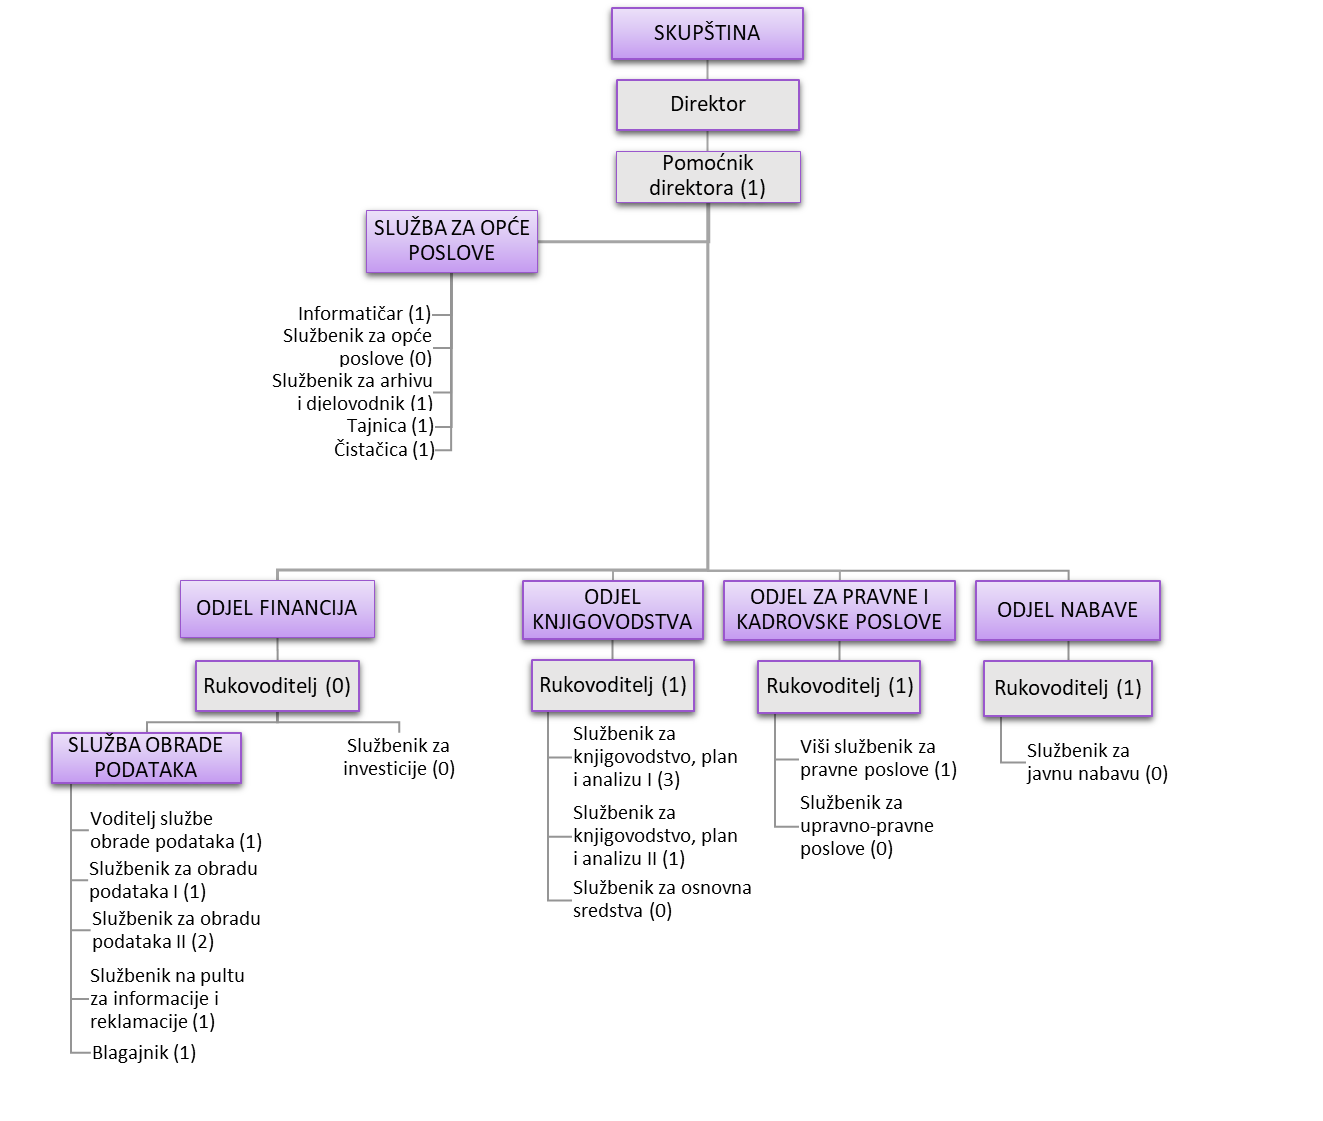 SKUPŠTINA
Direktor
Pomoćnik
direktora (1)
SLUŽBA ZA OPĆE
POSLOVE
Informatičar (1)
Službenik za opće
poslove (0)
Službenik za arhivu
i djelovodnik (1)
Tajnica (1)
Čistačica (1)
ODJEL FINANCIJA
Rukovoditelj (0)
SLUŽBA OBRADE
PODATAKA
Voditelj službe
obrade podataka (1)
Službenik za obradu
podataka I (1)
Službenik za obradu
podataka II (2)
Službenik na pultu
za informacije i
reklamacije (1)
Blagajnik (1)
Službenik za
investicije (0)
ODJEL
KNJIGOVODSTVA
Rukovoditelj (1)
Službenik za
knjigovodstvo, plan
i analizu I (3)
Službenik za
knjigovodstvo, plan
i analizu II (1)
Službenik za osnovna
sredstva (0)
ODJEL ZA PRAVNE I
KADROVSKE POSLOVE
Rukovoditelj (1)
Viši službenik za
pravne poslove (1)
Službenik za
upravno-pravne
poslove (0)
ODJEL NABAVE
Rukovoditelj (1)
Službenik za
javnu nabavu (0)